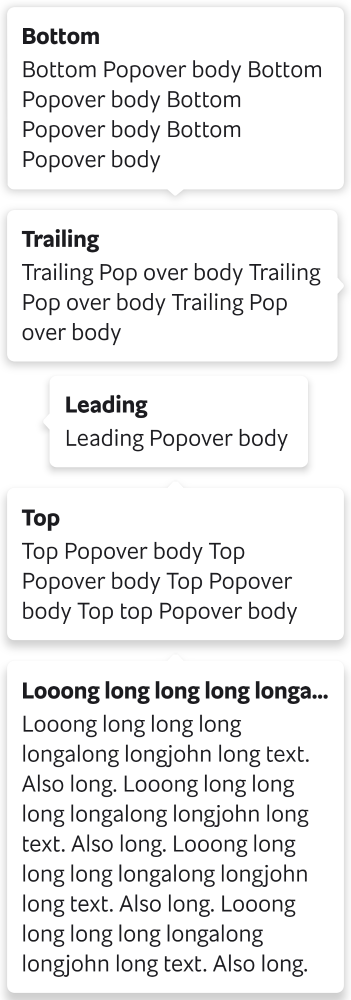 Bottom
Bottom Popover body Bottom
Popover body Bottom
Popover body Bottom
Popover body
Trailing
Trailing Pop over body Trailing
Pop over body Trailing Pop
over body
Leading
Leading Popover body
Top
Top Popover body Top
Popover body Top Popover
body Top top Popover body
Looong long long long longa...
Looong long long long
longalong longjohn long text.
Also long. Looong long long
long longalong longjohn long
text. Also long. Looong long
long long longalong longjohn
long text. Also long. Looong
long long long longalong
longjohn long text. Also long.